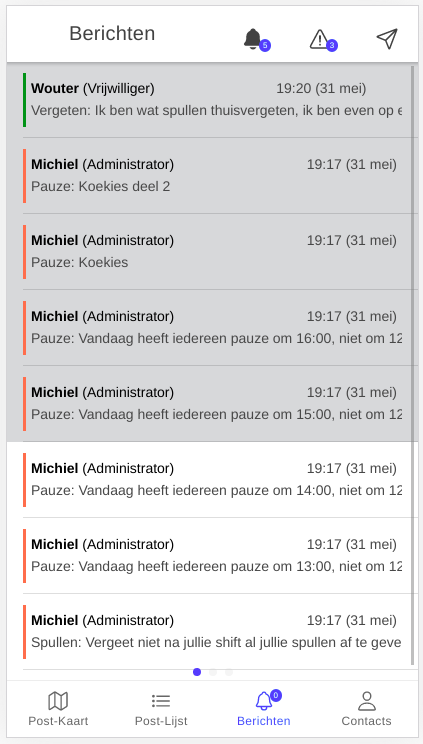 Berichten
5
3
Wouter (Vrijwilliger) 19:20 (31 mei)
Vergeten: Ik ben wat spullen thuisvergeten, ik ben even op
Michiel (Administrator) 19:17 (31 mei)
Pauze: Koekies deel 2
Michiel (Administrator) 19:17 (31 mei)
Pauze: Koekies
Michiel (Administrator) 19:17 (31 mei)
Pauze: Vandaag heeft iedereen pauze om 16:00, niet om 12
Michiel (Administrator) 19:17 (31 mei)
Pauze: Vandaag heeft iedereen pauze om 15:00, niet om 12
Michiel (Administrator) 19:17 (31 mei)
Pauze: Vandaag heeft iedereen pauze om 14:00, niet om 12
Michiel (Administrator) 19:17 (31 mei)
Pauze: Vandaag heeft iedereen pauze om 13:00, niet om 12
Michiel (Administrator) 19:17 (31 mei)
Spullen: Vergeet niet na jullie shift al jullie spullen af te geve
0
Post-Kaart Post-Lijst Berichten Contacts